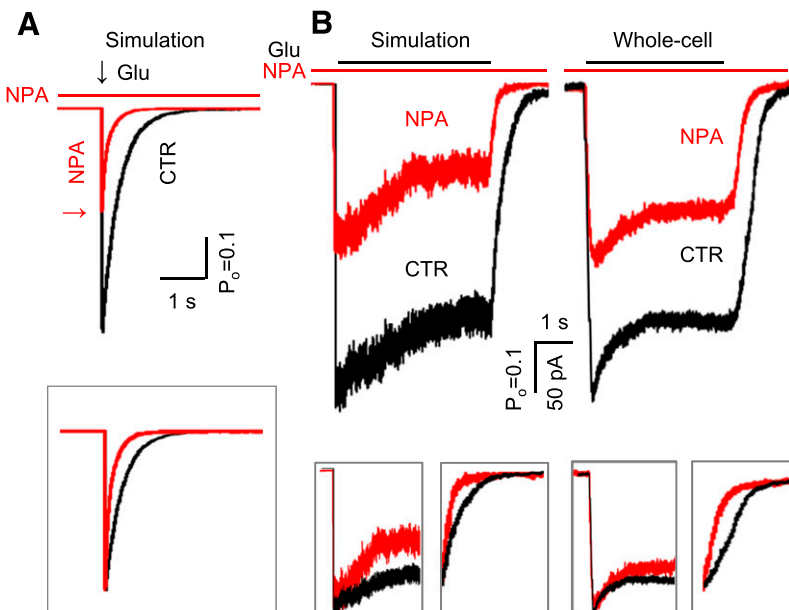 A
Simulation
↓ Glu
NPA
NPA
CTR
↓
1 s
Po=0.1
B
Glu
NPA
Simulation
Whole-cell
NPA
NPA
CTR
CTR
1 s
Po=0.1
50 pA